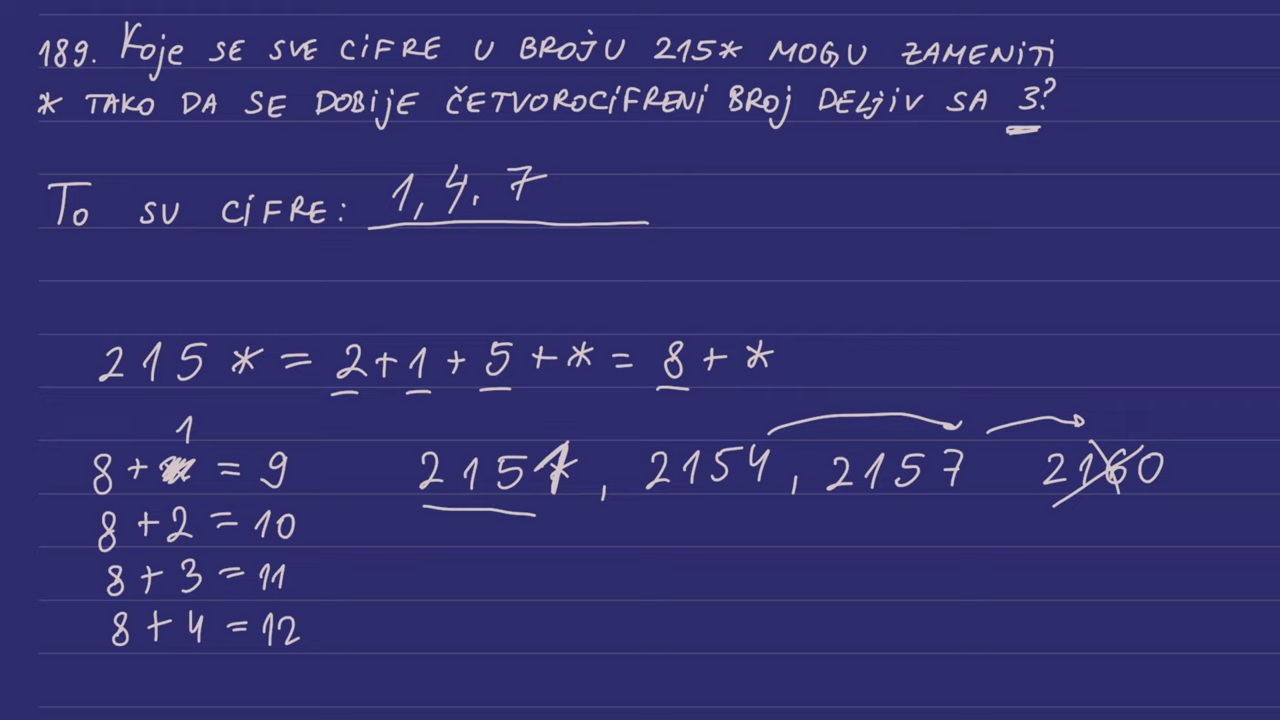 189. Koje SE SVE CIFRE U BROJU 215* MOGU ZAMENITI
* TAKO DA SE DOBIJE ČETVOROCIFRENI BROJ DELJIV SA 3?
TO SU CIFRE: 1, 4. 7
215* = 2+1+5+* = 8+*
8+1=9
2151, 2154, 2157 2160
8+2=10
8+3=11
8+4=12